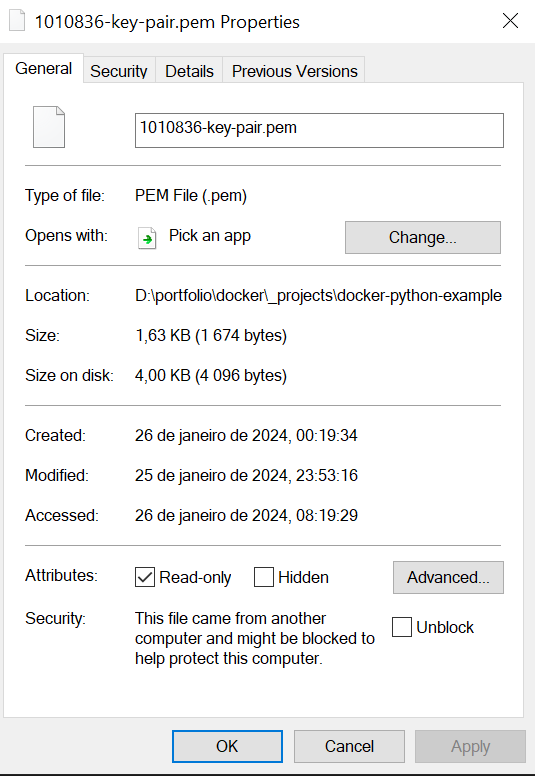 1010836-key-pair.pem Properties
General Security Details Previous Versions
1010836-key-pair.pem
Type of file: PEM File (.pem)
Opens with: Pick an app Change...
Location: D:\portfolio\docker\_projects\docker-python-example
Size: 1,63 KB (1 674 bytes)
Size on disk: 4,00 KB (4 096 bytes)
Created: 26 de janeiro de 2024, 00:19:34
Modified: 25 de janeiro de 2024, 23:53:16
Accessed: 26 de janeiro de 2024, 08:19:29
Attributes: Read-only Hidden Advanced...
Security: This file came from another
computer and might be blocked to
help protect this computer.
Unblock
OK Cancel Apply